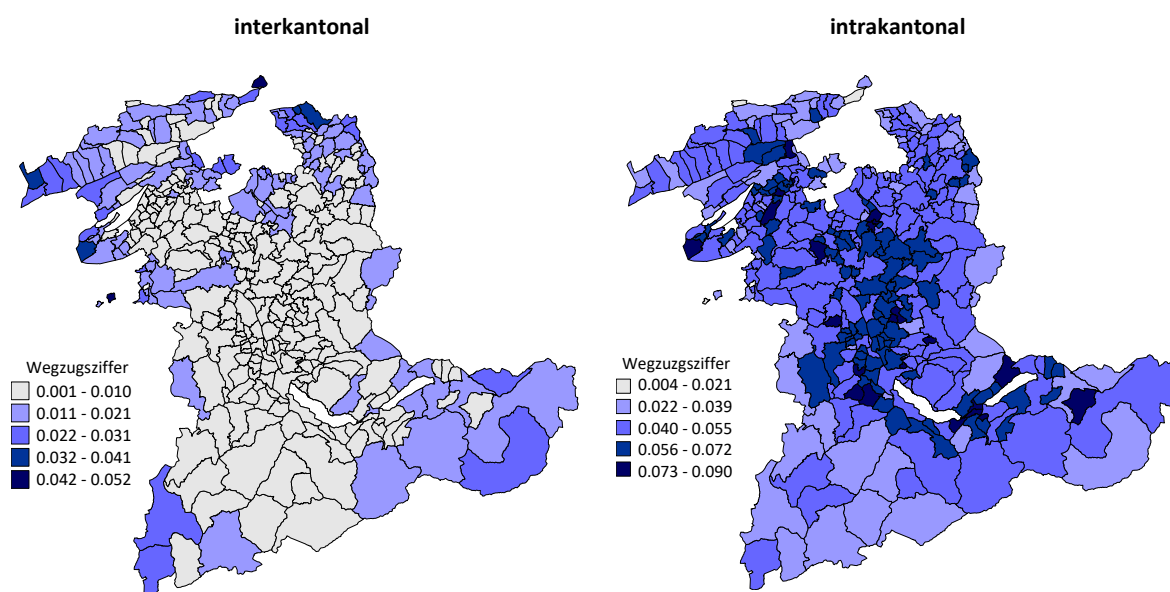 interkantonal
intrakantonal
Wegzugsziffer
0.001 - 0.010
0.011 - 0.021
0.022 - 0.031
0.032 - 0.041
0.042 - 0.052
Wegzugsziffer
0.004 - 0.021
0.022 - 0.039
0.040 - 0.055
0.056 - 0.072
0.073 - 0.090